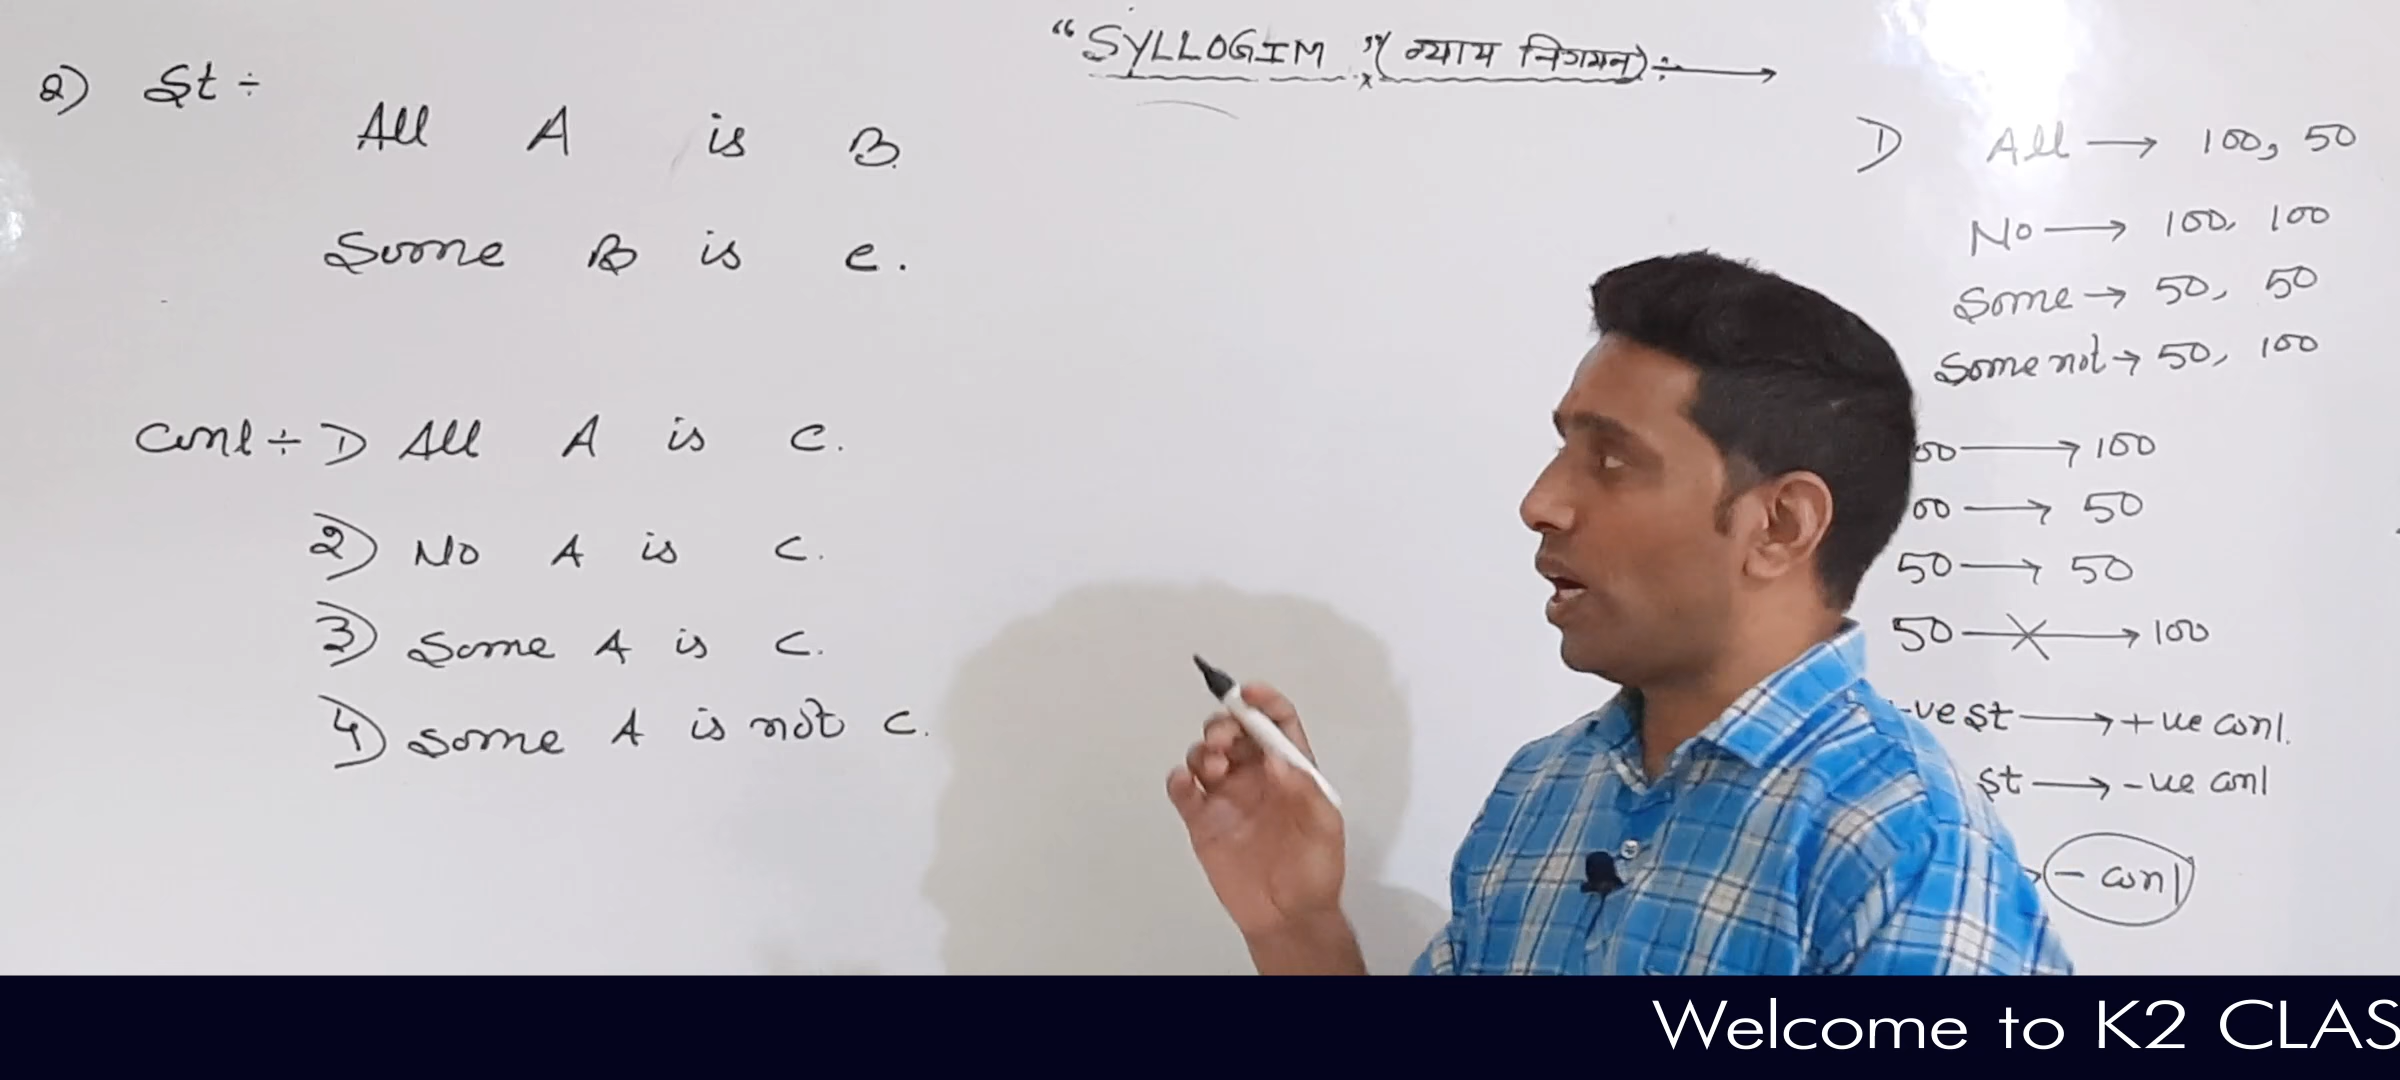 "SYLLOGIM" (न्याय निगमन) ÷ →
2) St ÷
All A is B.
Some B is c.
Conl ÷ 1) All A is C.
2) No A is C.
3) Some A is C.
4) Some A is not C.
1) All → 100, 50
No → 100, 100
Some → 50, 50
Some not → 50, 100
00 → 100
00 → 50
50 → 50
50 → 100
-ve st → +ve conl.
st → -ve conl
- conl
Welcome to K2 CLAS